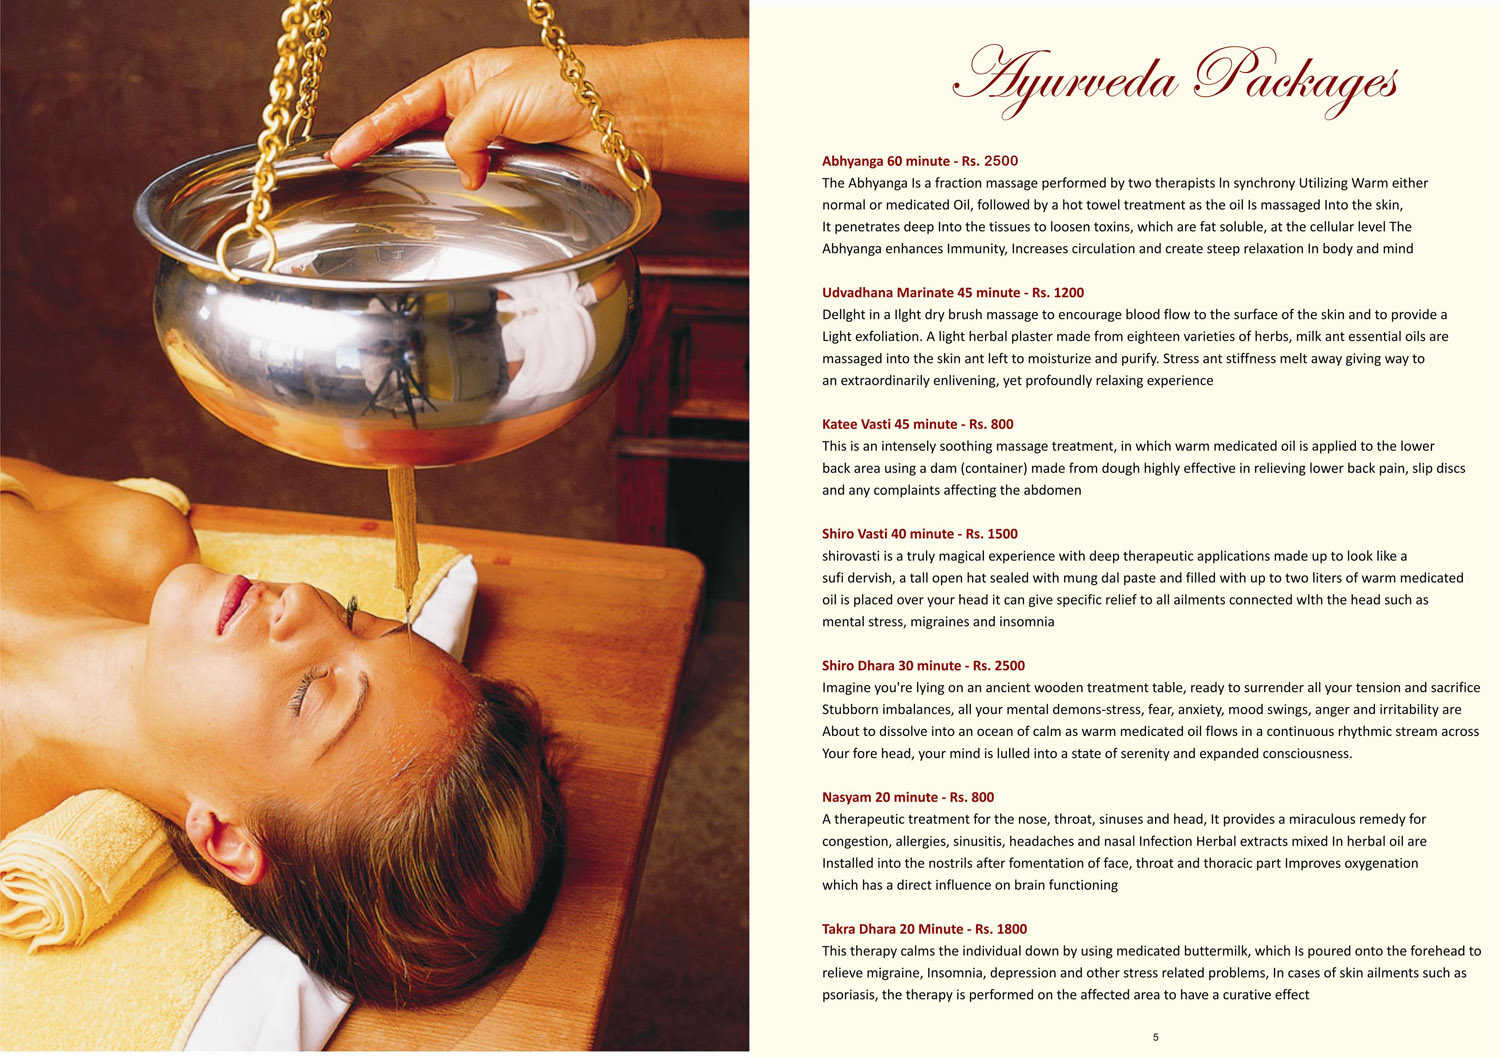 Ayurveda Packages
Abhyanga 60 minute - Rs. 2500
The Abhyanga Is a fraction massage performed by two therapists ln synchrony Utilizing Warm either
normal or medicated Oil, followed by a hot towel treatment as the oil Is massaged Into the skin,
It penetrates deep Into the tissues to loosen toxins, which are fat soluble, at the cellular level The
Abhyanga enhances Immunity, Increases circulation and create steep relaxation In body and mind
Udvadhana Marinate 45 minute - Rs. 1200
Dellght in a Ilght dry brush massage to encourage blood flow to the surface of the skin and to provide a
Light exfoliation. A light herbal plaster made from eighteen varieties of herbs, milk ant essential oils are
massaged into the skin ant left to moisturize and purify. Stress ant stiffness melt away giving way to
an extraordinarily enlivening, yet profoundly relaxing experience
Katee Vasti 45 minute - Rs. 800
This is an intensely soothing massage treatment, in which warm medicated oil is applied to the lower
back area using a dam (container) made from dough highly effective in relieving lower back pain, slip discs
and any complaints affecting the abdomen
Shiro Vasti 40 minute - Rs. 1500
shirovasti is a truly magical experience with deep therapeutic applications made up to look like a
sufi dervish, a tall open hat sealed with mung dal paste and filled with up to two liters of warm medicated
oil is placed over your head it can give specific relief to all ailments connected wlth the head such as
mental stress, migraines and insomnia
Shiro Dhara 30 minute - Rs. 2500
Imagine you're lying on an ancient wooden treatment table, ready to surrender all your tension and sacrifice
Stubborn imbalances, all your mental demons-stress, fear, anxiety, mood swings, anger and irritability are
About to dissolve into an ocean of calm as warm medicated oil flows in a continuous rhythmic stream across
Your fore head, your mind is lulled into a state of serenity and expanded consciousness.
Nasyam 20 minute - Rs. 800
A therapeutic treatment for the nose, throat, sinuses and head, It provides a miraculous remedy for
congestion, allergies, sinusitis, headaches and nasal Infection Herbal extracts mixed In herbal oil are
Installed into the nostrils after fomentation of face, throat and thoracic part Improves oxygenation
which has a direct influence on brain functioning
Takra Dhara 20 Minute - Rs. 1800
This therapy calms the individual down by using medicated buttermilk, which Is poured onto the forehead to
relieve migraine, Insomnia, depression and other stress related problems, In cases of skin ailments such as
psoriasis, the therapy is performed on the affected area to have a curative effect
5